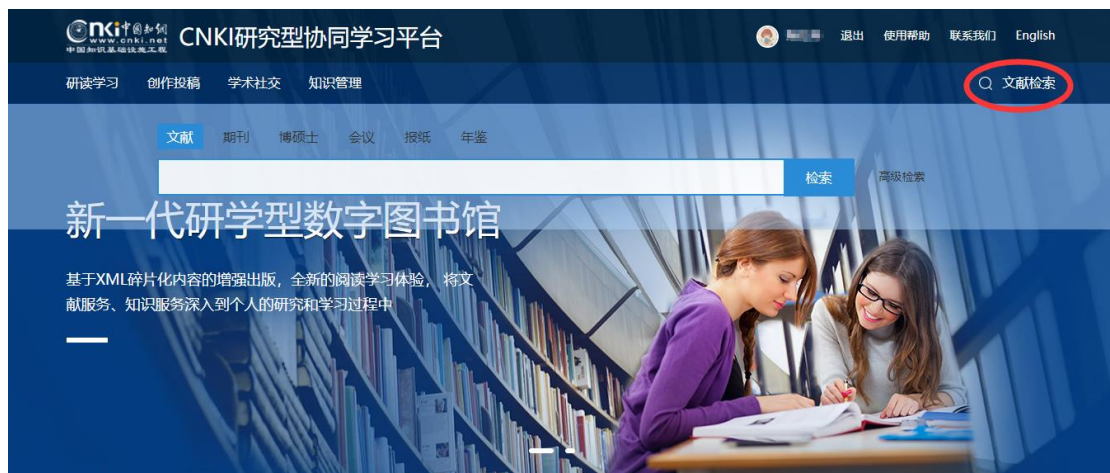 cnki中国知网
www.cnki.net
中国知识基础设施工程
CNKI研究型协同学习平台
退出 使用帮助 联系我们 English
研读学习 创作投稿 学术社交 知识管理
文献检索
文献 期刊 博硕士 会议 报纸 年鉴
检索 高级检索
新一代研学型数字图书馆
基于XML碎片化内容的增强出版，全新的阅读学习体验， 将文
献服务、知识服务深入到个人的研究和学习过程中